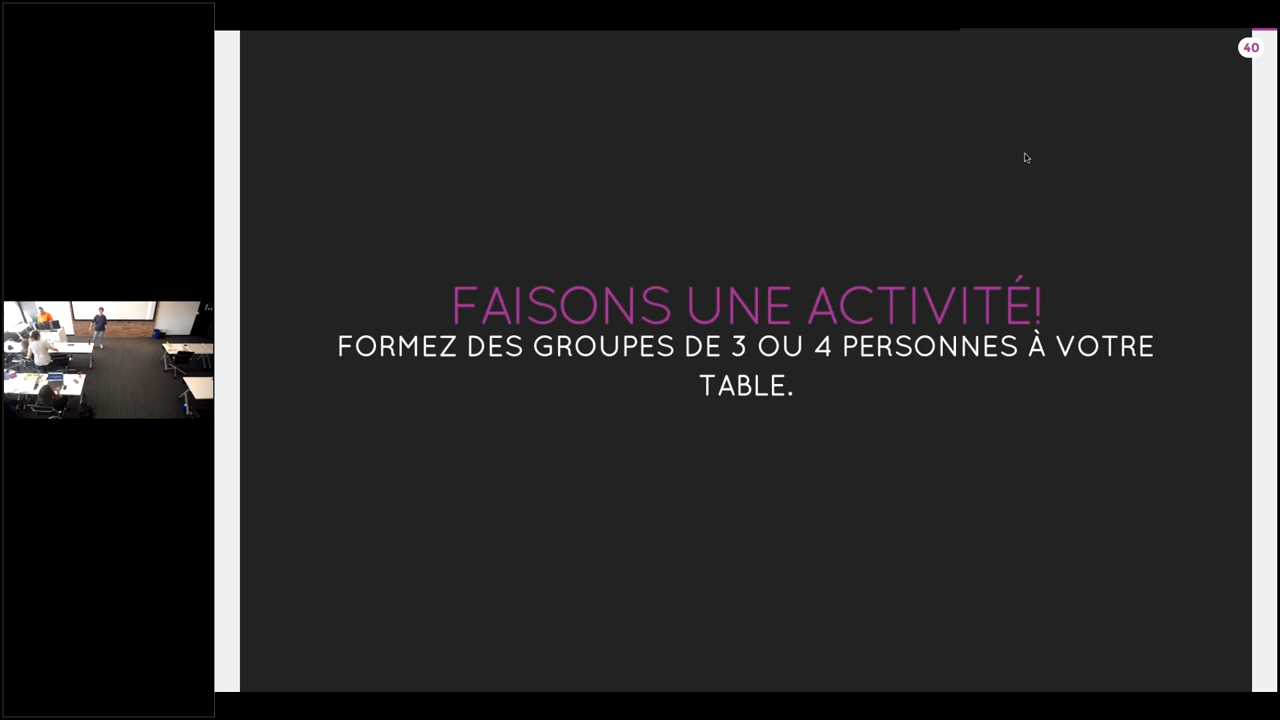 40
FAISONS UNE ACTIVITÉ!
FORMEZ DES GROUPES DE 3 OU 4 PERSONNES À VOTRE
TABLE.